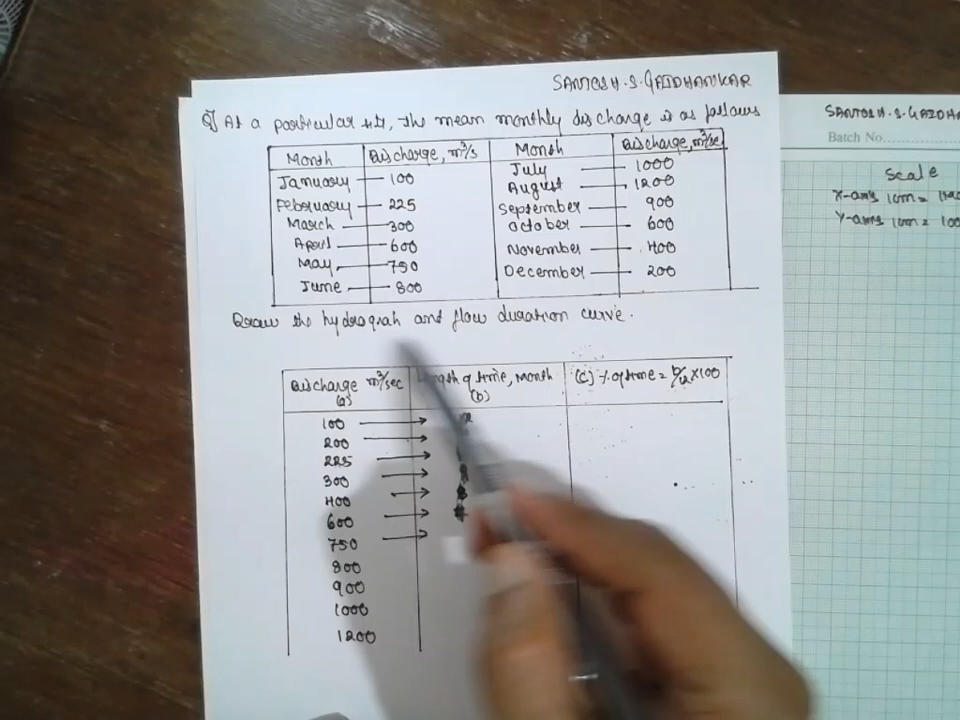 SANTOSH.S.GAIDHANKAR
Q] At a particular site, the mean monthly discharge is as follows
Month Discharge, m³/s Month Discharge, m³/se
January 100 July 1000
February 225 August 1200
March 300 September 900
April 600 october 600
May 750 November 400
June 800 December 200
Draw the hydrograh and flow duration curve.
Discharge m³/sec Length of time, Month (c) % of time = b/12 x100
(a) (b)
100
200
225
300
400
600
750
800
900
1000
1200
SANTOSH.S.GAIDHA
Batch No.
Scale
X-axis 1cm =
Y-axis 1cm = 100